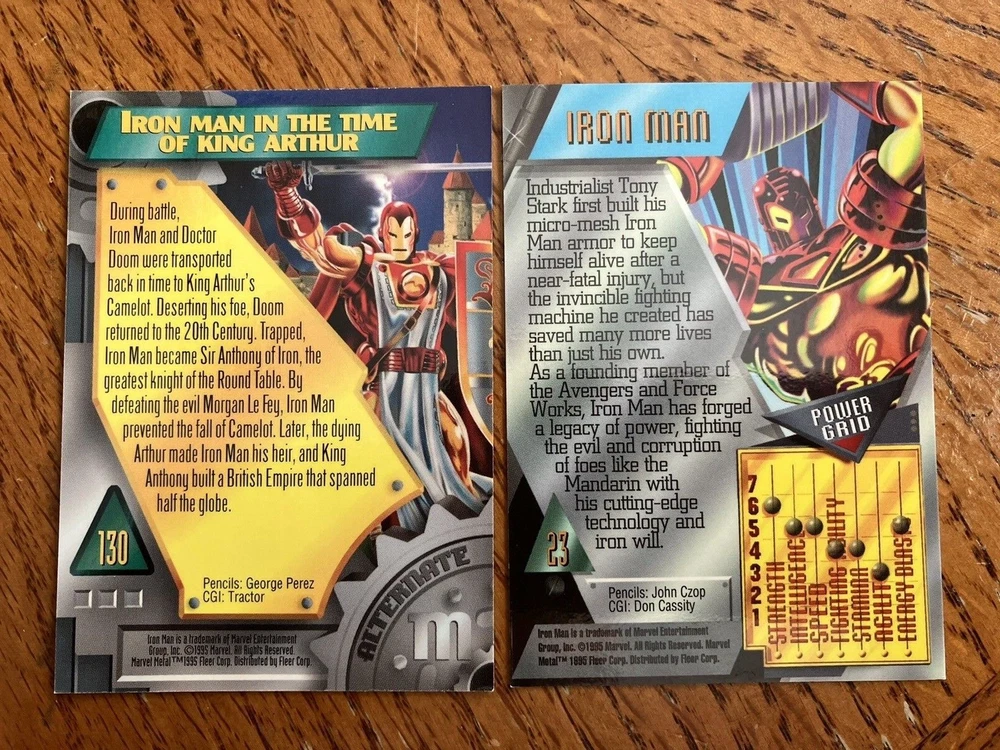 IRON MAN IN THE TIME
OF KING ARTHUR
During battle,
Iron Man and Doctor
Doom were transported
back in time to King Arthur's
Camelot. Deserting his foe, Doom
returned to the 20th Century. Trapped,
Iron Man became Sir Anthony of Iron, the
greatest knight of the Round Table. By
defeating the evil Morgan Le Fey, Iron Man
prevented the fall of Camelot. Later, the dying
Arthur made Iron Man his heir, and King
Anthony built a British Empire that spanned
half the globe.
130
Pencils: George Perez
CGI: Tractor
ALTERNATE
Iron Man is a trademark of Marvel Entertainment
Group, Inc. ©1995 Marvel. All Rights Reserved.
Marvel Metal™1995 Fleer Corp. Distributed by Fleer Corp.
IRON MAN
Industrialist Tony
Stark first built his
micro-mesh Iron
Man armor to keep
himself alive after a
near-fatal injury, but
the invincible fighting
machine he created has
saved many more lives
than just his own.
As a founding member of
the Avengers and Force
Works, Iron Man has forged
a legacy of power, fighting
the evil and corruption
of foes like the
Mandarin with
his cutting-edge
technology and
iron will.
23
Pencils: John Czop
CGI: Don Cassity
Iron Man is a trademark of Marvel Entertainment
Group, Inc. ©1995 Marvel. All Rights Reserved. Marvel
Metal™ 1995 Fleer Corp. Distributed by Fleer Corp.
POWER
GRID
7
6
5
4
3
2
1
STRENGTH
INTELLIGENCE
SPEED
FIGHTING ABILITY
STAMINA
AGILITY
ENERGY BLAST